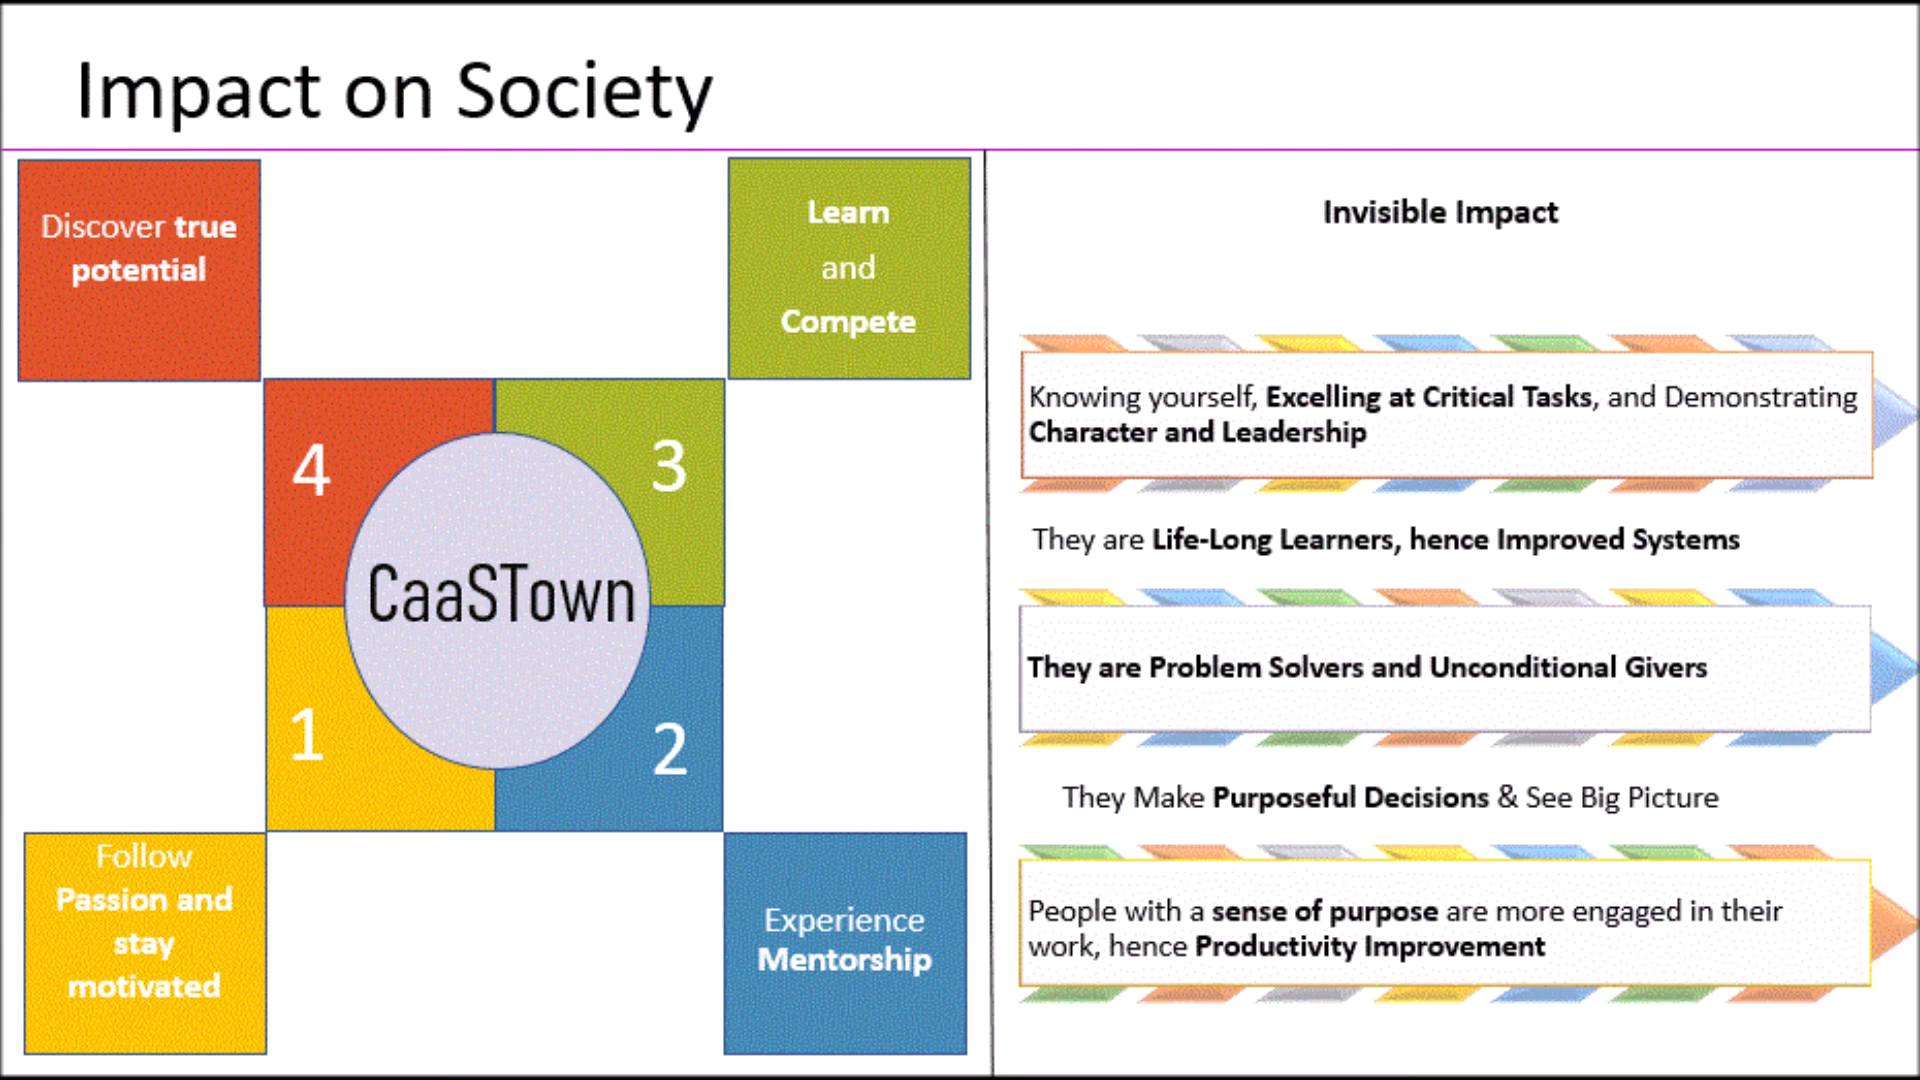 Impact on Society
Discover true
potential
Learn
and
Compete
4
3
CaaSTown
1
2
Follow
Passion and
stay
motivated
Experience
Mentorship
Invisible Impact
Knowing yourself, Excelling at Critical Tasks, and Demonstrating
Character and Leadership
They are Life-Long Learners, hence Improved Systems
They are Problem Solvers and Unconditional Givers
They Make Purposeful Decisions & See Big Picture
People with a sense of purpose are more engaged in their
work, hence Productivity Improvement